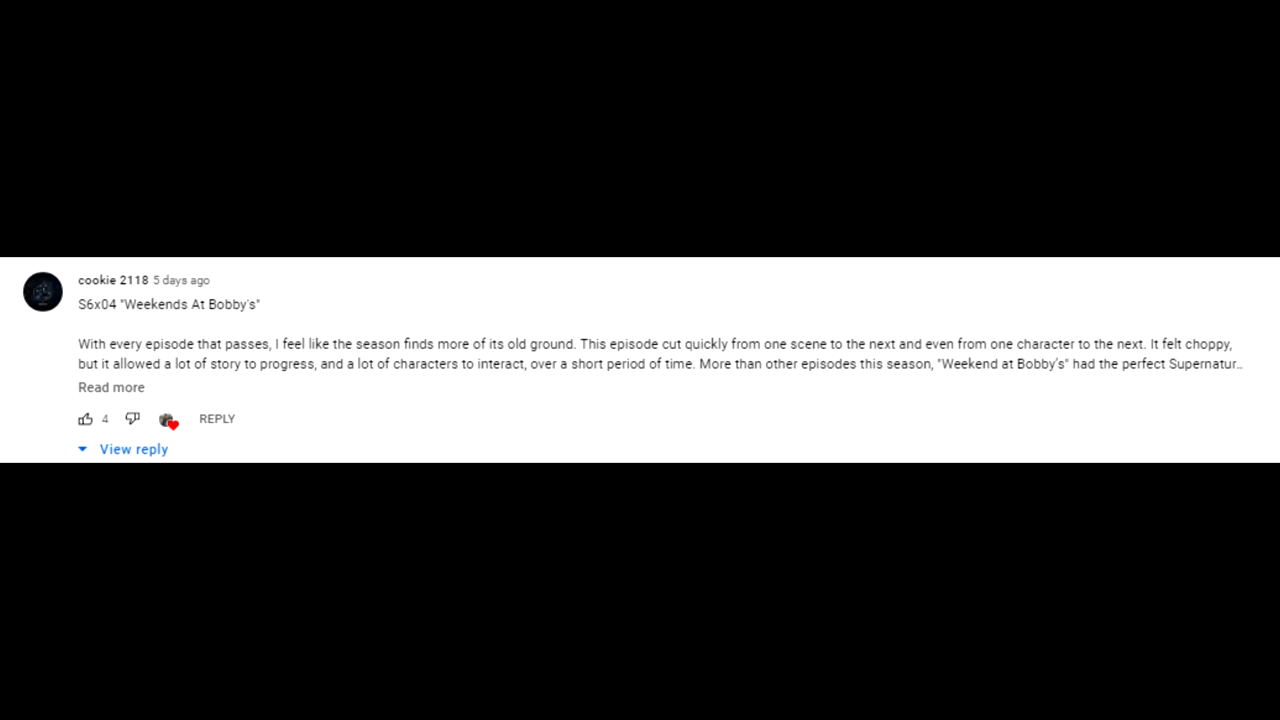 cookie 2118 5 days ago
S6x04 "Weekends At Bobby's"
With every episode that passes, I feel like the season finds more of its old ground. This episode cut quickly from one scene to the next and even from one character to the next. It felt choppy,
but it allowed a lot of story to progress, and a lot of characters to interact, over a short period of time. More than other episodes this season, "Weekend at Bobby's" had the perfect Supernatur...
Read more
4 REPLY
View reply